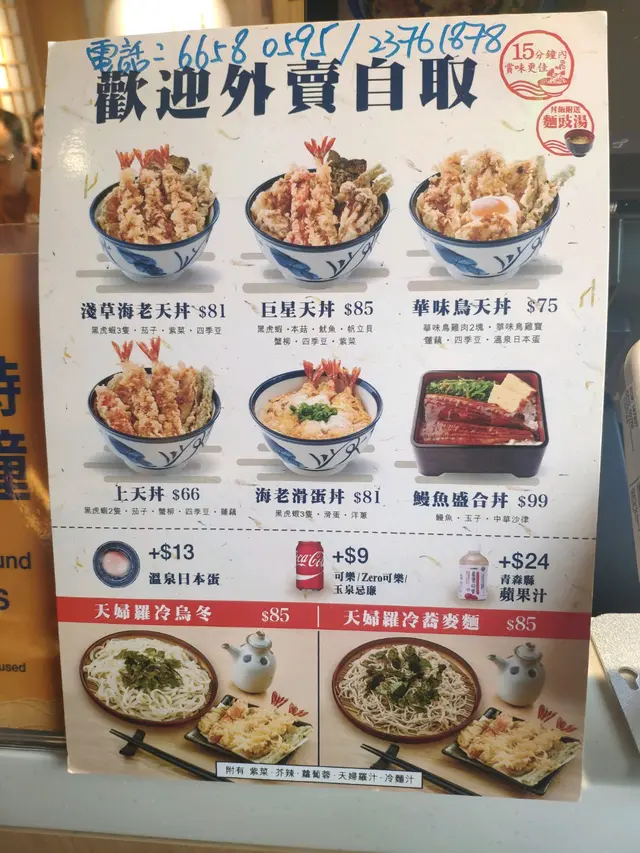 電話：6658 0595 / 23761878
歡迎外賣自取
15分鐘內
賞味更佳
丼飯附送
麵豉湯
淺草海老天丼 $81
黑虎蝦3隻・茄子・紫菜・四季豆
巨星天丼 $85
黑虎蝦・本菇・魷魚・帆立貝
蟹柳・四季豆・紫菜
華味鳥天丼 $75
華味鳥雞肉2塊・華味鳥雞寶
蓮藕・四季豆・溫泉日本蛋
上天丼 $66
黑虎蝦2隻・茄子・蟹柳・四季豆・蓮藕
海老滑蛋丼 $81
黑虎蝦3隻・滑蛋・洋蔥
鰻魚盛合丼 $99
鰻魚・玉子・中華沙律
+$13
溫泉日本蛋
+$9
可樂/Zero可樂/
玉泉忌廉
+$24
青森縣
蘋果汁
Coca-Cola
天婦羅冷烏冬 $85
天婦羅冷蕎麥麵 $85
附有 紫菜・芥辣・蘿蔔蓉・天婦羅汁・冷麵汁
時
鐘
und
s
used